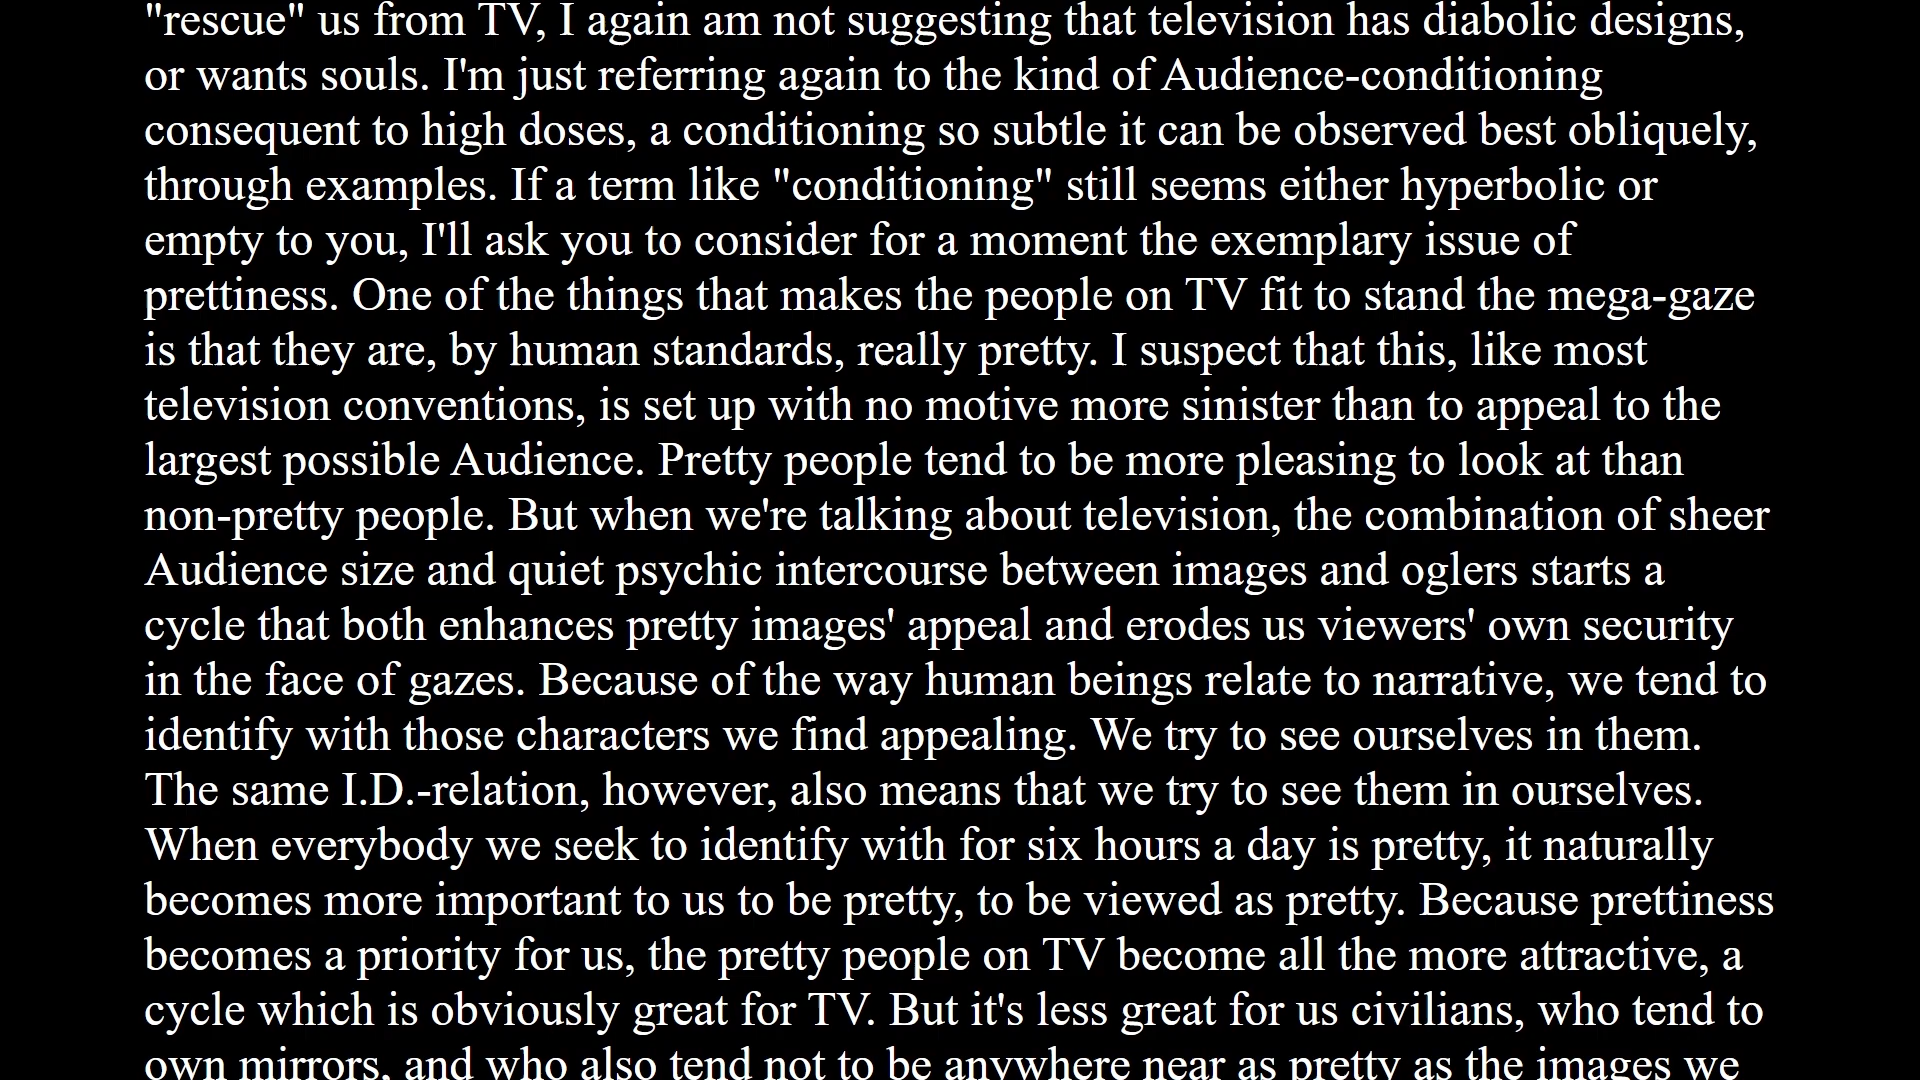 "rescue" us from TV, I again am not suggesting that television has diabolic designs,
or wants souls. I'm just referring again to the kind of Audience-conditioning
consequent to high doses, a conditioning so subtle it can be observed best obliquely,
through examples. If a term like "conditioning" still seems either hyperbolic or
empty to you, I'll ask you to consider for a moment the exemplary issue of
prettiness. One of the things that makes the people on TV fit to stand the mega-gaze
is that they are, by human standards, really pretty. I suspect that this, like most
television conventions, is set up with no motive more sinister than to appeal to the
largest possible Audience. Pretty people tend to be more pleasing to look at than
non-pretty people. But when we're talking about television, the combination of sheer
Audience size and quiet psychic intercourse between images and oglers starts a
cycle that both enhances pretty images' appeal and erodes us viewers' own security
in the face of gazes. Because of the way human beings relate to narrative, we tend to
identify with those characters we find appealing. We try to see ourselves in them.
The same I.D.-relation, however, also means that we try to see them in ourselves.
When everybody we seek to identify with for six hours a day is pretty, it naturally
becomes more important to us to be pretty, to be viewed as pretty. Because prettiness
becomes a priority for us, the pretty people on TV become all the more attractive, a
cycle which is obviously great for TV. But it's less great for us civilians, who tend to
own mirrors, and who also tend not to be anywhere near as pretty as the images we